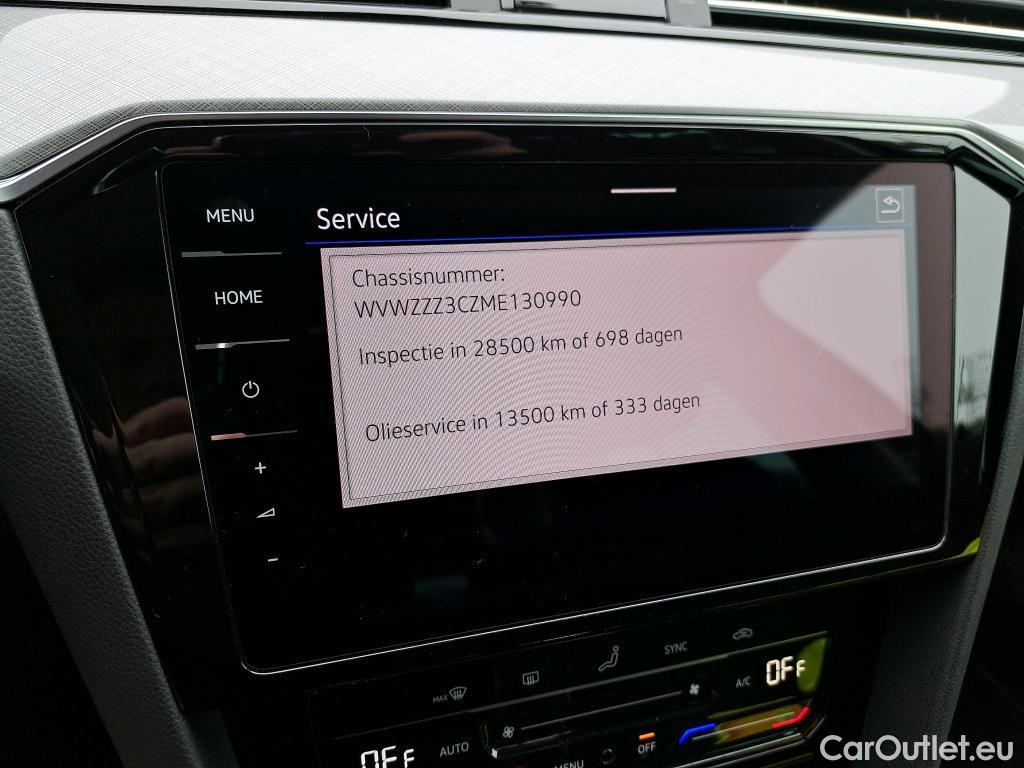 MENU
Service
HOME
Chassisnummer:
WVWZZZ3CZME130990
Inspectie in 28500 km of 698 dagen
Olieservice in 13500 km of 333 dagen
+
-
SYNC
MAX
A/C
OFF
OFF
AUTO
OFF
MENU
CarOutlet.eu